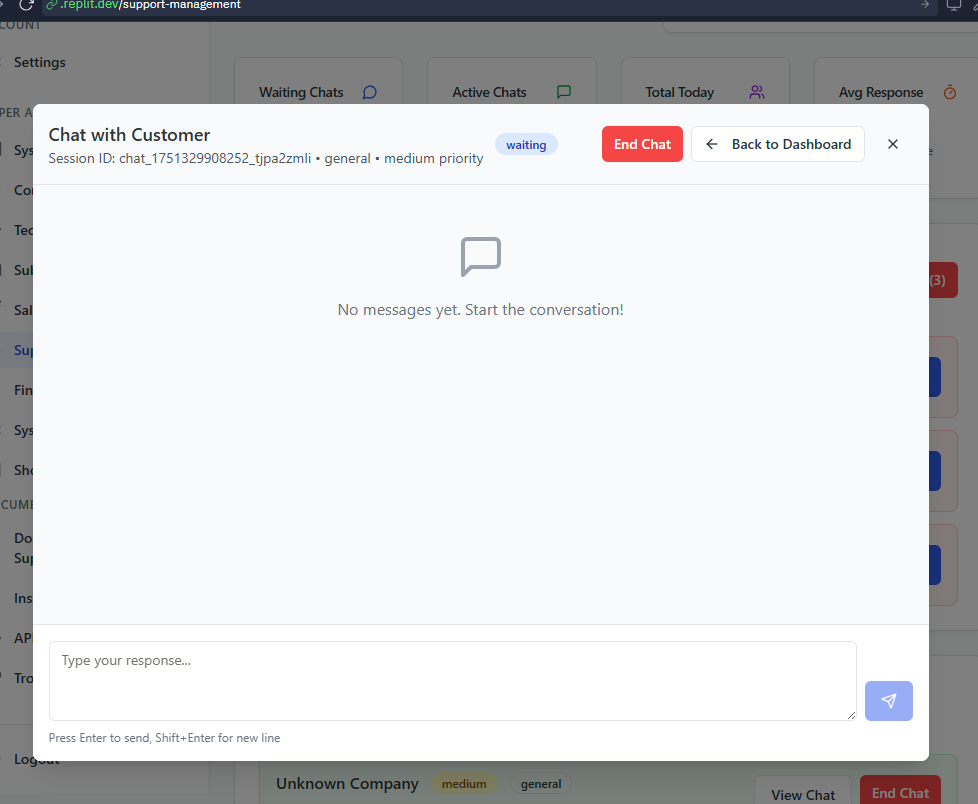 .replit.dev/support-management
COUNT
Settings
PER A
Waiting Chats
Active Chats
Total Today
Avg Response
Chat with Customer
Session ID: chat_1751329908252_tjpa2zmli • general • medium priority
waiting
End Chat
Back to Dashboard
Sys
Co
Tec
Sub
Sal
Sup
Fin
Sys
Sho
CUME
Do
Sup
Ins
API
Tro
Logout
(3)
No messages yet. Start the conversation!
Type your response...
Press Enter to send, Shift+Enter for new line
Unknown Company
medium
general
View Chat
End Chat